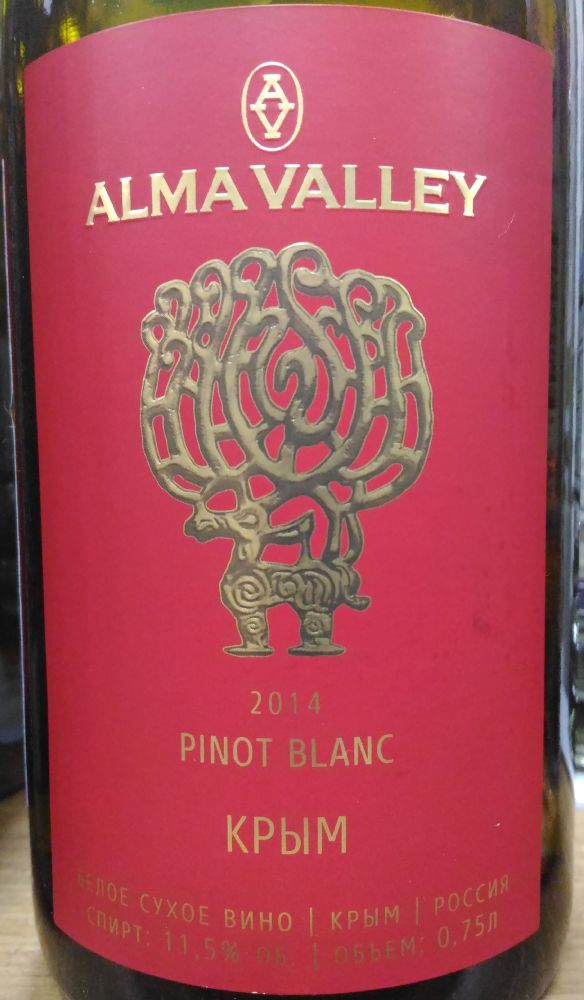 AV
ALMA VALLEY
2014
PINOT BLANC
КРЫМ
БЕЛОЕ СУХОЕ ВИНО | КРЫМ | РОССИЯ
СПИРТ: 11,5% ОБ. | ОБЪЕМ: 0,75Л